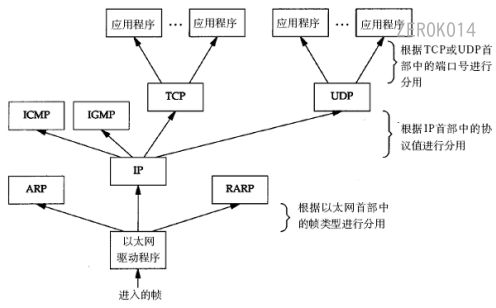 应用程序 … 应用程序 应用程序 … 应用程序
ZEROK014
根据TCP或UDP首
部中的端口号进行
分用
TCP UDP
ICMP IGMP
根据IP首部中的协
议值进行分用
IP
ARP RARP
根据以太网首部中
的帧类型进行分用
以太网
驱动程序
进入的帧